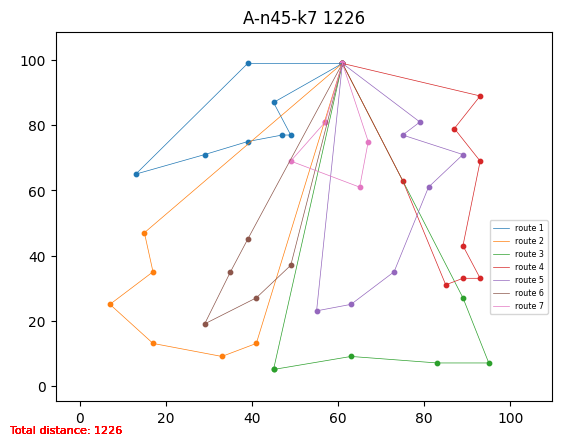 A-n45-k7 1226
100
80
60
40
20
0
route 1
route 2
route 3
route 4
route 5
route 6
route 7
0 20 40 60 80 100
Total distance: 1226